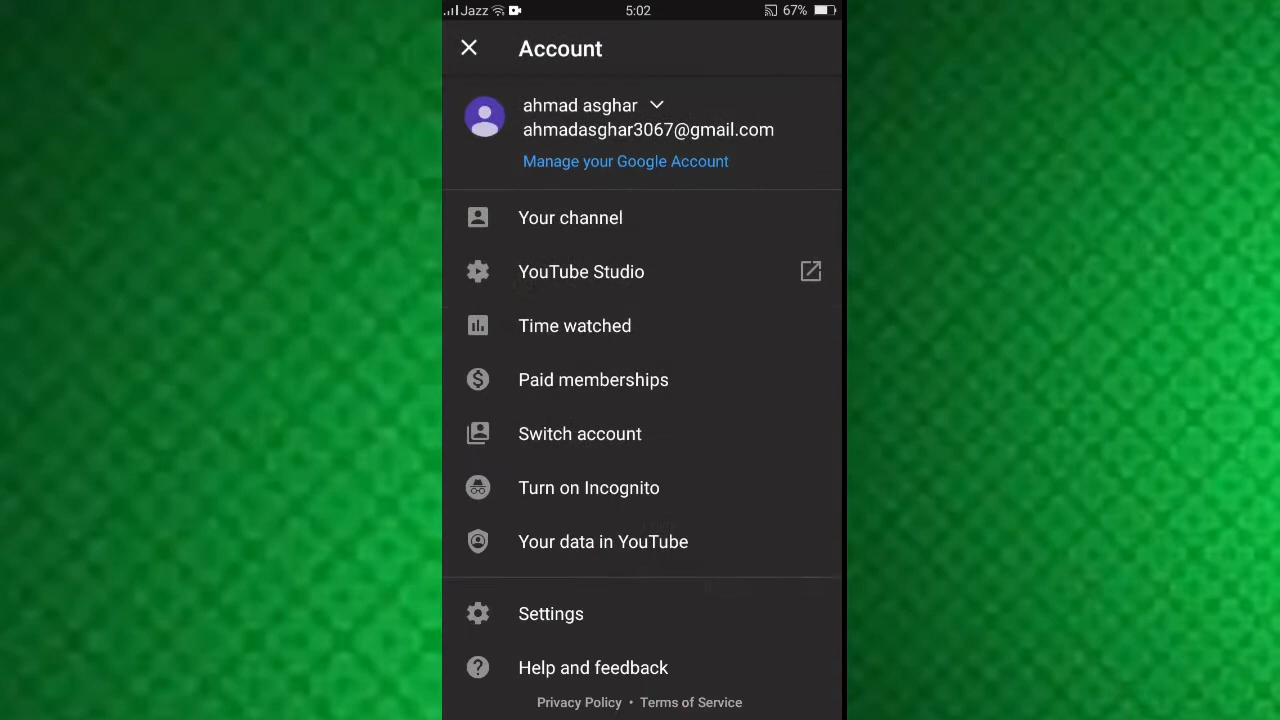 Jazz 5:02 67%
Account
ahmad asghar
ahmadasghar3067@gmail.com
Manage your Google Account
Your channel
YouTube Studio
Time watched
Paid memberships
Switch account
Turn on Incognito
Your data in YouTube
Settings
Help and feedback
Privacy Policy • Terms of Service